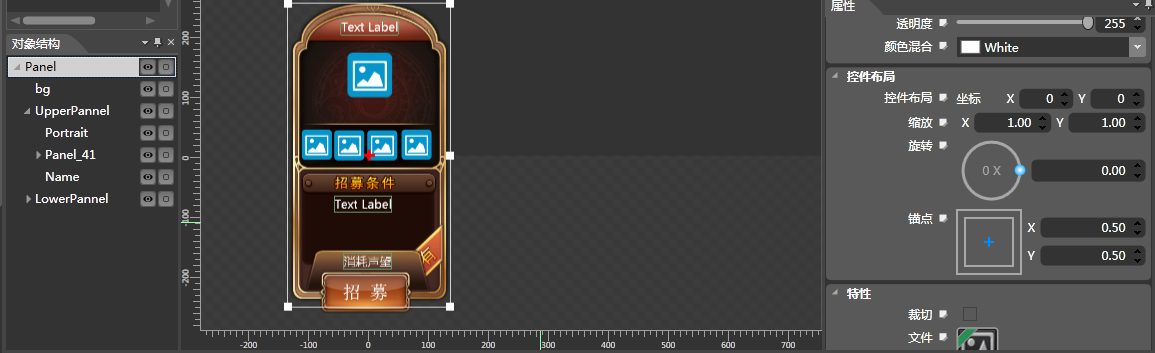 对象结构
Panel
bg
UpperPannel
Portrait
Panel_41
Name
LowerPannel
200
100
0
-100
-200
Text Label
招募条件
Text Label
消耗声望
招 募
-200
-100
0
100
200
300
400
500
600
700
属性
透明度
255
颜色混合
White
控件布局
控件布局 坐标 X 0 Y 0
缩放 X 1.00 Y 1.00
旋转
0 X
0.00
锚点
X 0.50
Y 0.50
特性
裁切
文件